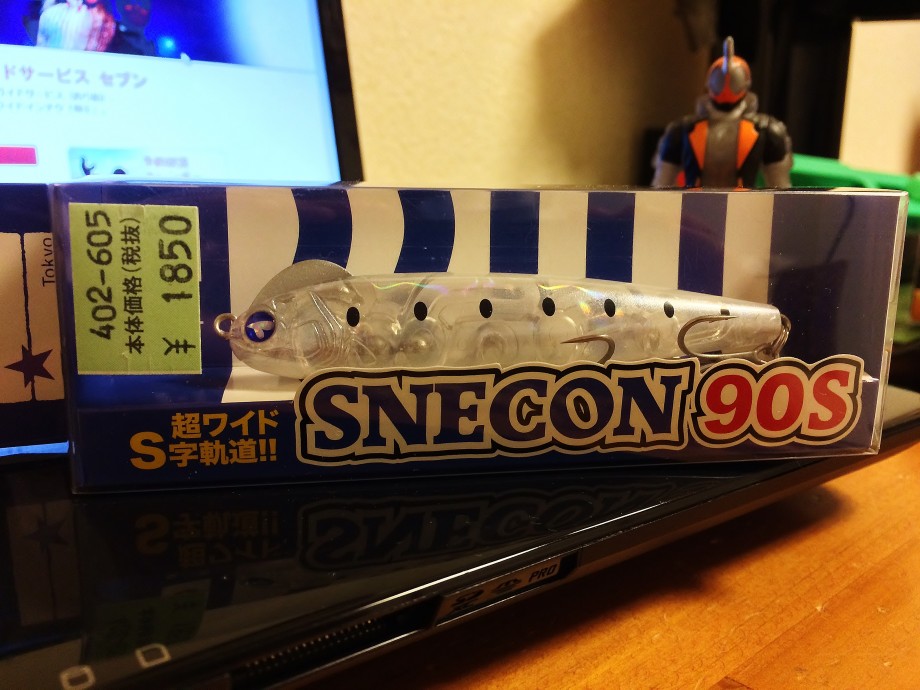 ドサービス セブン
Tokyo
402-605
本体価格(税抜)
¥ 1850
超ワイド
S字軌道!!
SNECON 90S
PRO